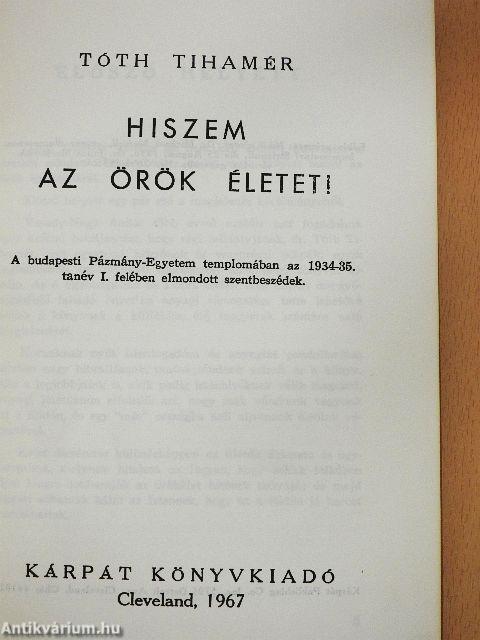 TÓTH TIHAMÉR
HISZEM
AZ ÖRÖK ÉLETET!
A budapesti Pázmány-Egyetem templomában az 1934-35.
tanév I. felében elmondott szentbeszédek.
KÁRPÁT KÖNYVKIADÓ
Cleveland, 1967
Antikvárium.hu